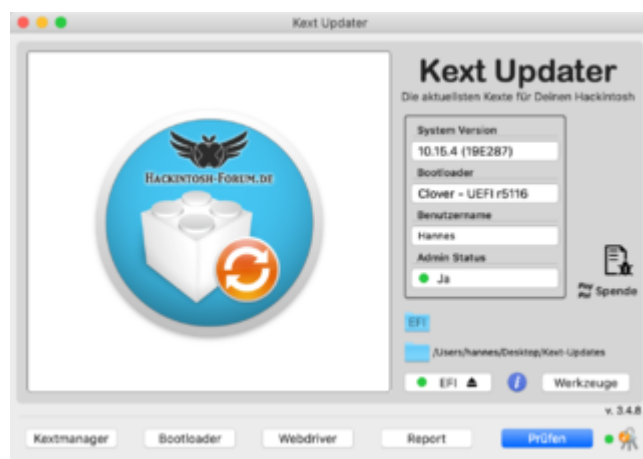 Kext Updater
Kext Updater
Die aktuellsten Kexte für Deinen Hackintosh
HACKINTOSH-FORUM.DE
System Version
10.15.4 (19E287)
Bootloader
Clover - UEFI r5116
Benutzername
Hannes
Admin Status
Ja
Pay
Pal Spende
EFI
/Users/hannes/Desktop/Kext-Updates
EFI
Werkzeuge
v. 3.4.8
Kextmanager
Bootloader
Webdriver
Report
Prüfen